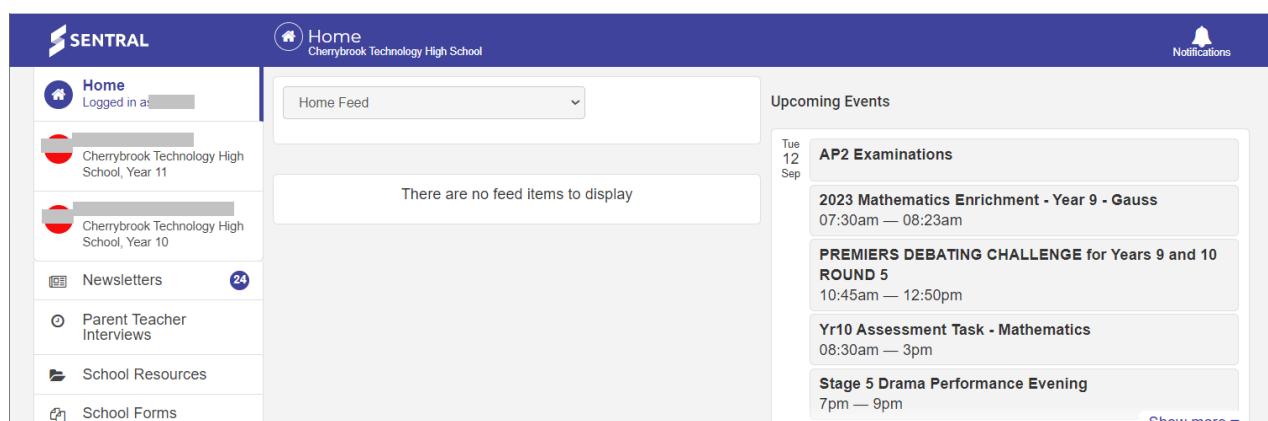 SENTRAL
Home
Cherrybrook Technology High School
Notifications
Home
Logged in as
Cherrybrook Technology High
School, Year 11
Cherrybrook Technology High
School, Year 10
Newsletters
24
Parent Teacher
Interviews
School Resources
School Forms
Home Feed
There are no feed items to display
Upcoming Events
Tue
12
Sep
AP2 Examinations
2023 Mathematics Enrichment - Year 9 - Gauss
07:30am — 08:23am
PREMIERS DEBATING CHALLENGE for Years 9 and 10
ROUND 5
10:45am — 12:50pm
Yr10 Assessment Task - Mathematics
08:30am — 3pm
Stage 5 Drama Performance Evening
7pm — 9pm
Show more